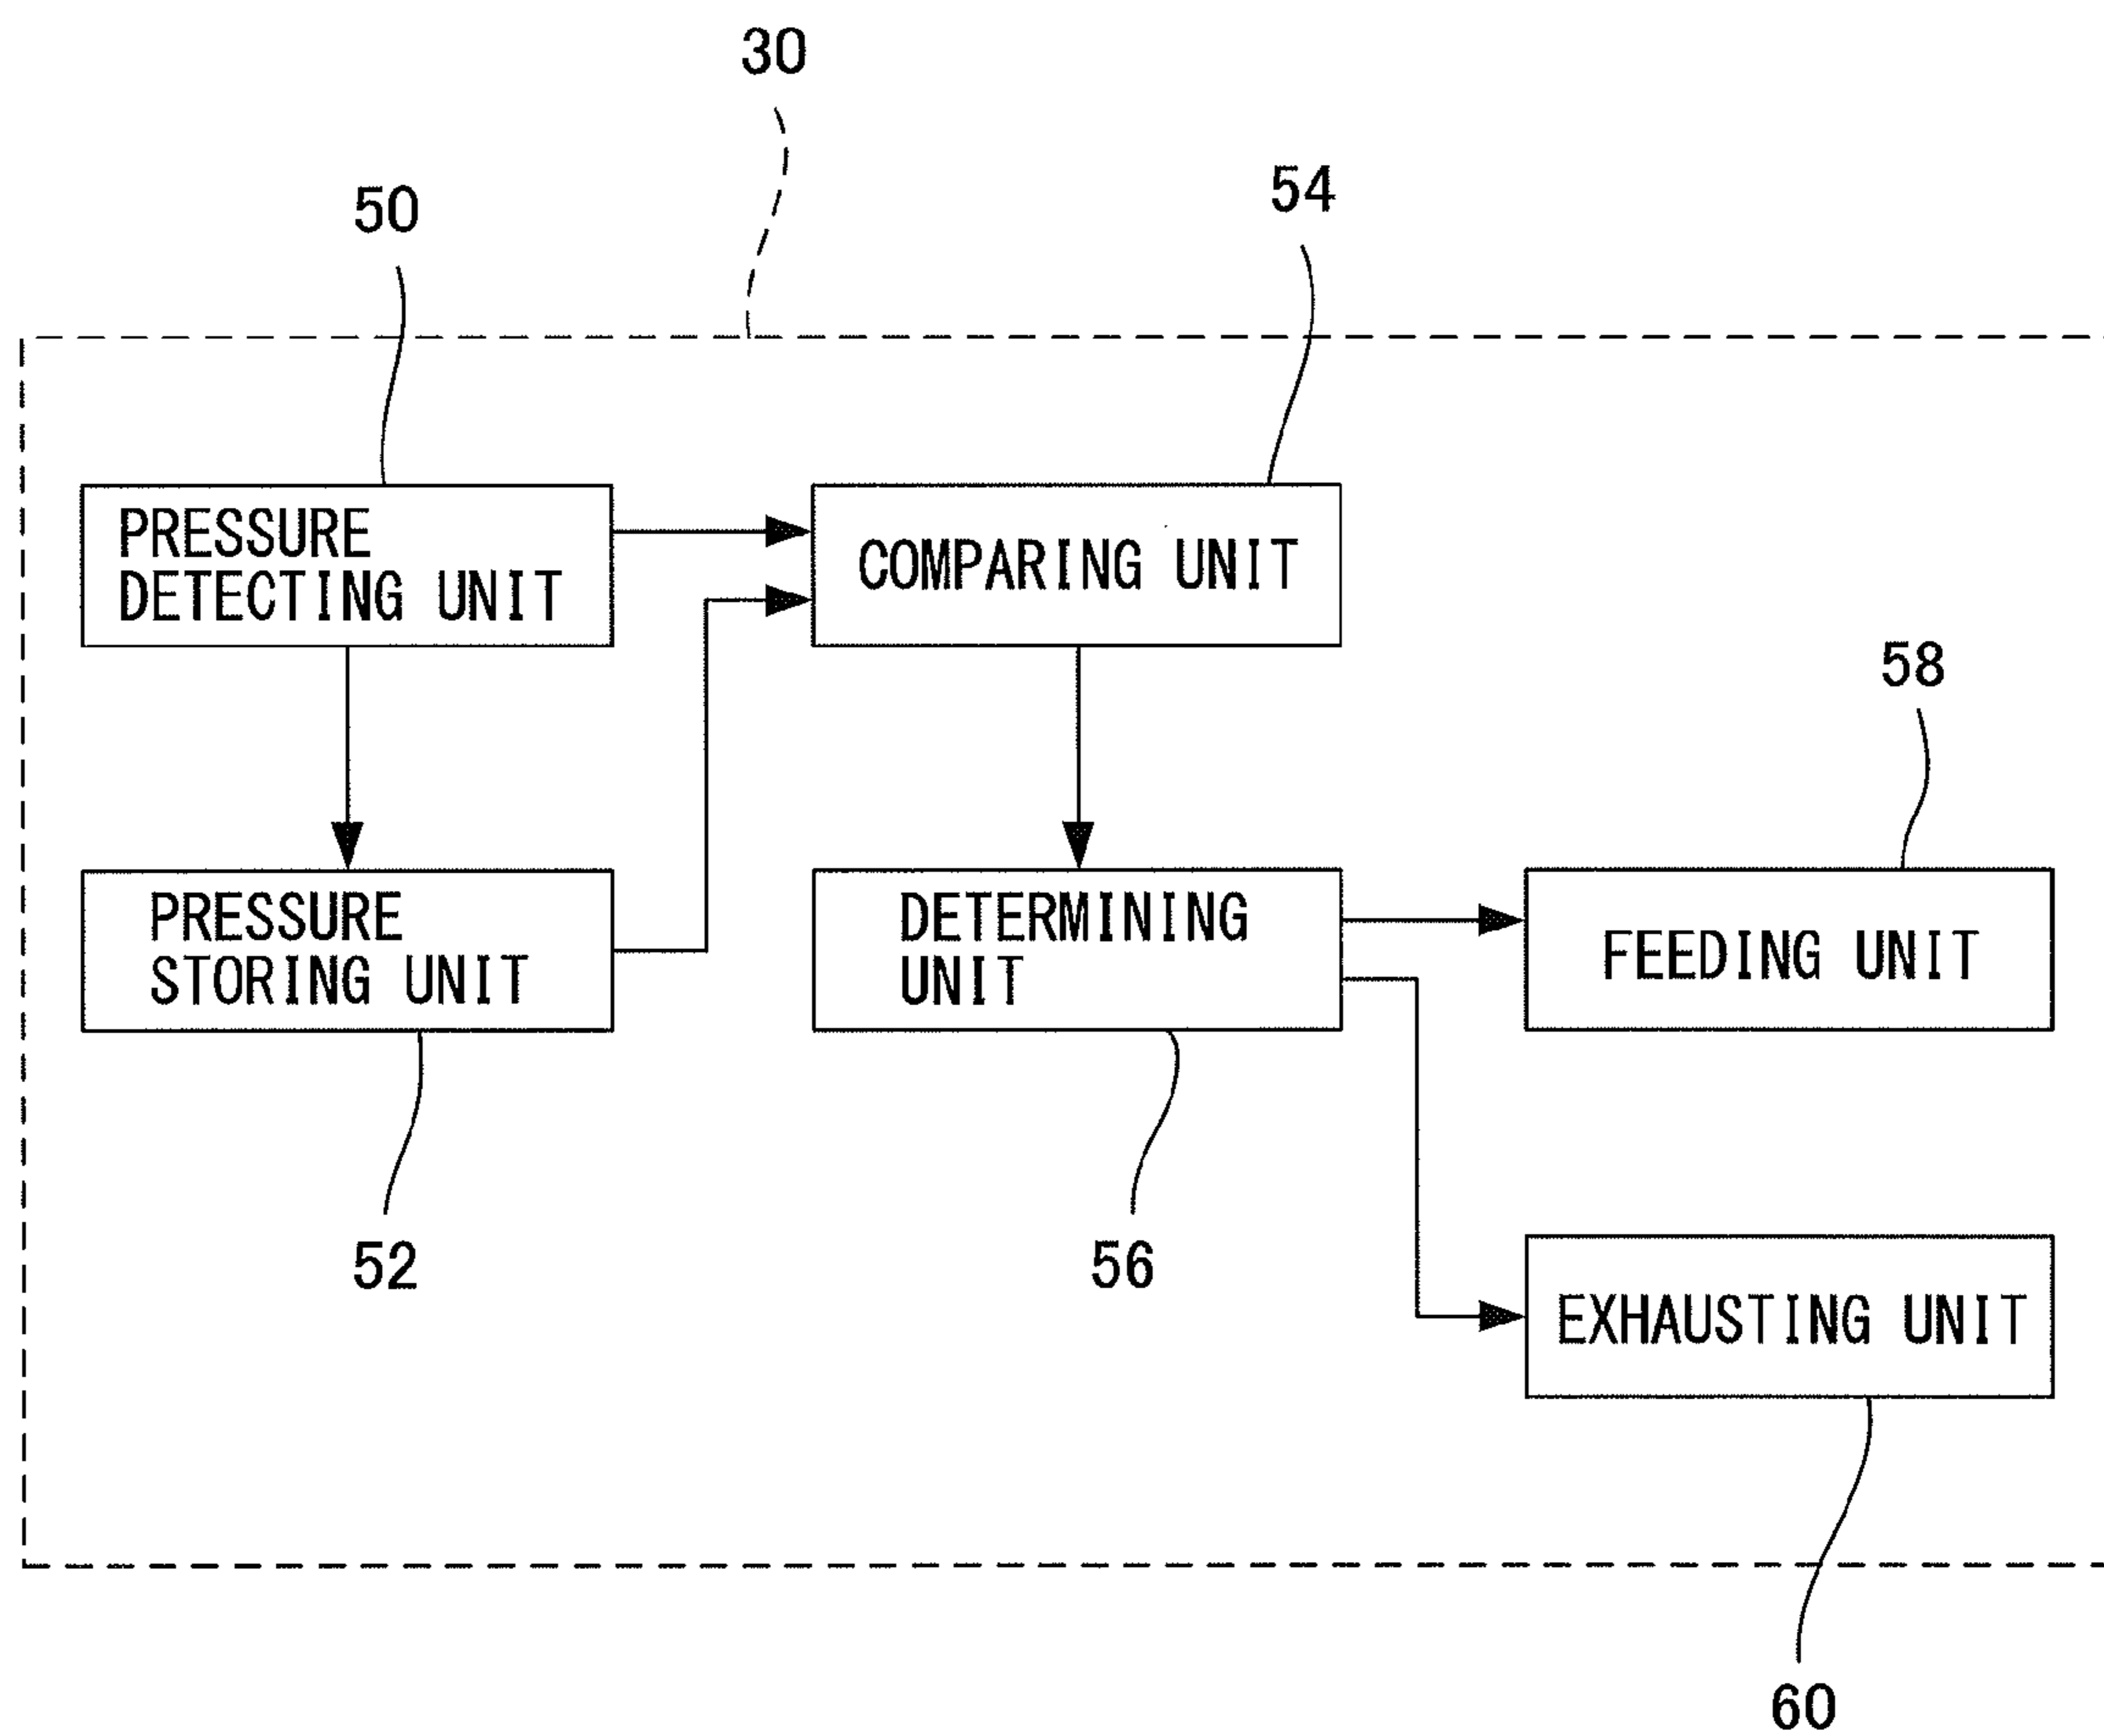 30
50
54
PRESSURE
DETECTING UNIT
COMPARING UNIT
58
PRESSURE
STORING UNIT
DETERMINING
UNIT
FEEDING UNIT
52
56
EXHAUSTING UNIT
60